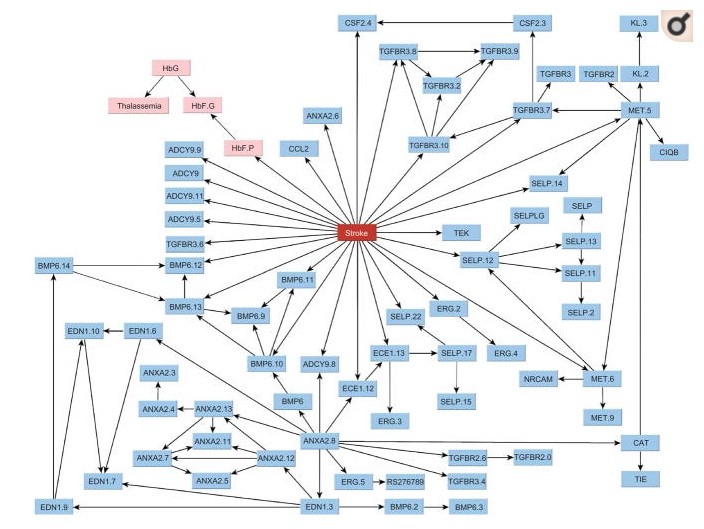 CSF2.4
CSF2.3
KL.3
TGFBR3.8
TGFBR3.9
HbG
TGFBR3
TGFBR2
KL.2
TGFBR3.2
Thalassemia
HbF.G
ANXA2.6
TGFBR3.7
MET.5
HbF.P
CCL2
TGFBR3.10
ADCY9.9
CIQB
ADCY9
SELP.14
ADCY9.11
SELPLG
SELP
ADCY9.5
Stroke
TEK
TGFBR3.6
SELP.13
BMP6.14
BMP6.12
SELP.12
SELP.11
BMP6.11
BMP6.13
BMP6.9
SELP.22
ERG.2
SELP.2
EDN1.10
EDN1.6
ECE1.13
SELP.17
ERG.4
BMP6.10
ADCY9.8
ANXA2.3
NRCAM
MET.6
ECE1.12
BMP6
SELP.15
ANXA2.4
ANXA2.13
ERG.3
MET.9
ANXA2.11
ANXA2.8
CAT
ANXA2.7
ANXA2.12
TGFBR2.6
TGFBR2.0
EDN1.7
ANXA2.5
ERG.5
RS276789
TGFBR3.4
TIE
EDN1.9
EDN1.3
BMP6.2
BMP6.3